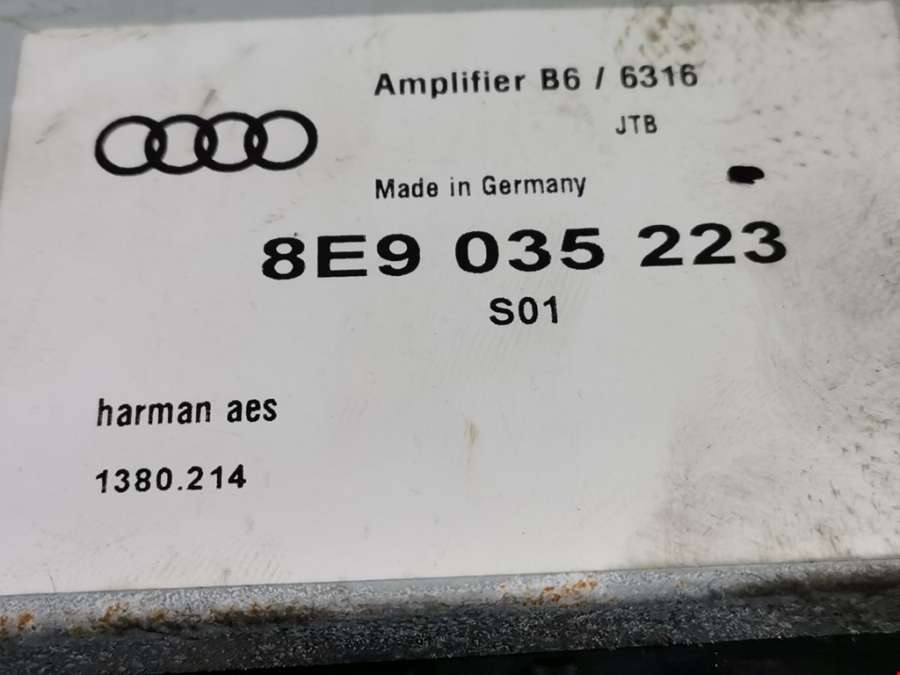 Amplifier B6 / 6316
JTB
Made in Germany
8E9 035 223
S01
harman aes
1380.214